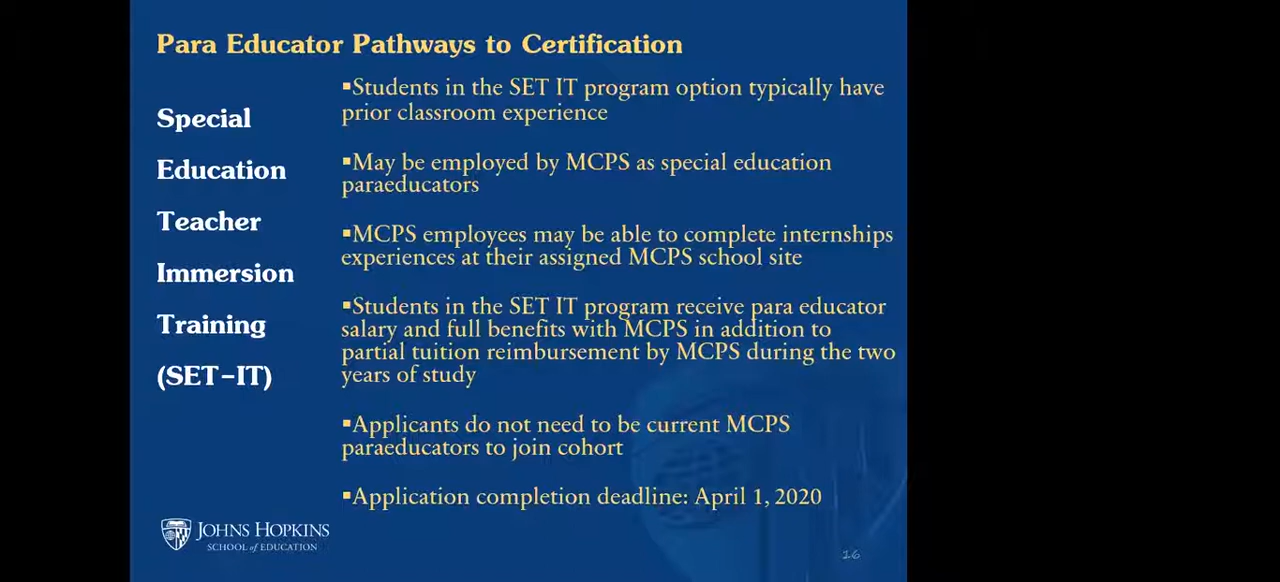 Para Educator Pathways to Certification
Special
Education
Teacher
Immersion
Training
(SET-IT)
▪Students in the SET IT program option typically have
prior classroom experience
▪May be employed by MCPS as special education
paraeducators
▪MCPS employees may be able to complete internships
experiences at their assigned MCPS school site
▪Students in the SET IT program receive para educator
salary and full benefits with MCPS in addition to
partial tuition reimbursement by MCPS during the two
years of study
▪Applicants do not need to be current MCPS
paraeducators to join cohort
▪Application completion deadline: April 1, 2020
JOHNS HOPKINS
SCHOOL of EDUCATION
16